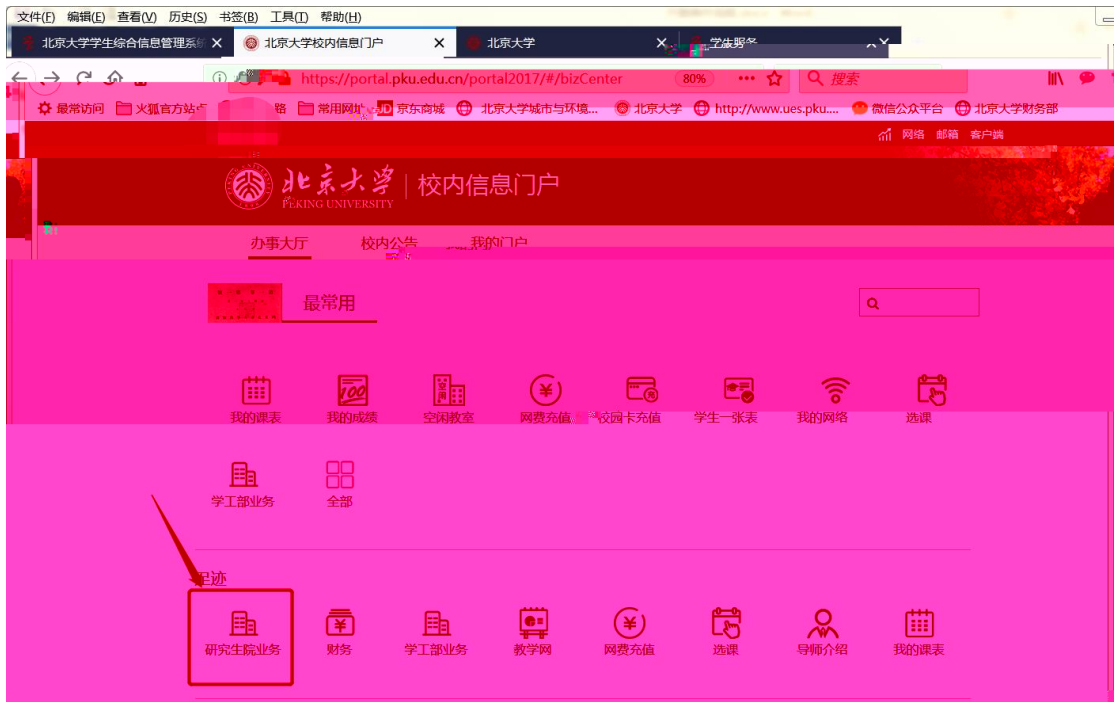 文件(F) 编辑(E) 查看(V) 历史(S) 书签(B) 工具(T) 帮助(H)
北京大学学生综合信息管理系统 北京大学校内信息门户 北京大学 学生服务
https://portal.pku.edu.cn/portal2017/#/bizCenter 80% 搜索
最常访问 火狐官方站点 常用网址 JD 京东商城 北京大学城市与环境... 北京大学 http://www.ues.pku.... 微信公众平台 北京大学财务部
网络 邮箱 客户端
北京大学 校内信息门户
PEKING UNIVERSITY
办事大厅 校内公告 我的门户
最常用
我的课表 我的成绩 空闲教室 网费充值 校园卡充值 学生一张表 我的网络 选课
学工部业务 全部
足迹
研究生院业务 财务 学工部业务 教学网 网费充值 选课 导师介绍 我的课表